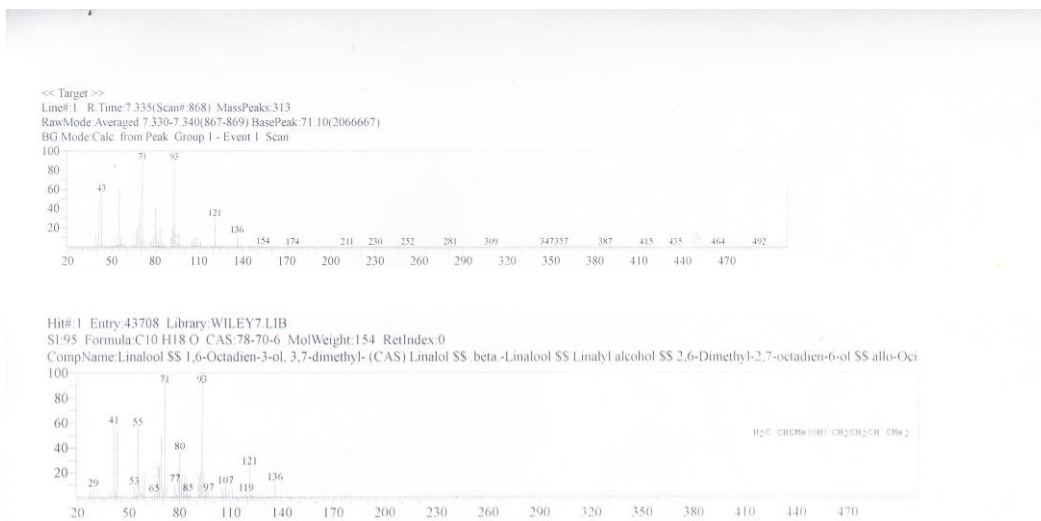 << Target >>
Line#:1 R.Time:7.335(Scan#:868) MassPeaks:313
RawMode:Averaged 7.330-7.340(867-869) BasePeak:71.10(2066667)
BG Mode:Calc. from Peak Group 1 - Event 1 Scan
100
80
60
40
20
43 71 93 121 136 154 174 211 230 252 281 309 347 357 387 415 435 464 492
20 50 80 110 140 170 200 230 260 290 320 350 380 410 440 470
Hit#:1 Entry:43708 Library:WILEY7.LIB
SI:95 Formula:C10 H18 O CAS:78-70-6 MolWeight:154 RetIndex:0
CompName:Linalool $$ 1,6-Octadien-3-ol, 3,7-dimethyl- (CAS) Linalol $$ .beta.-Linalool $$ Linalyl alcohol $$ 2,6-Dimethyl-2,7-octadien-6-ol $$ allo-Oci
100
80
60
40
20
29 41 53 55 65 71 77 80 85 93 97 107 119 121 136
H2C CHCMe(OH) CH2CH2CH CMe2
20 50 80 110 140 170 200 230 260 290 320 350 380 410 440 470